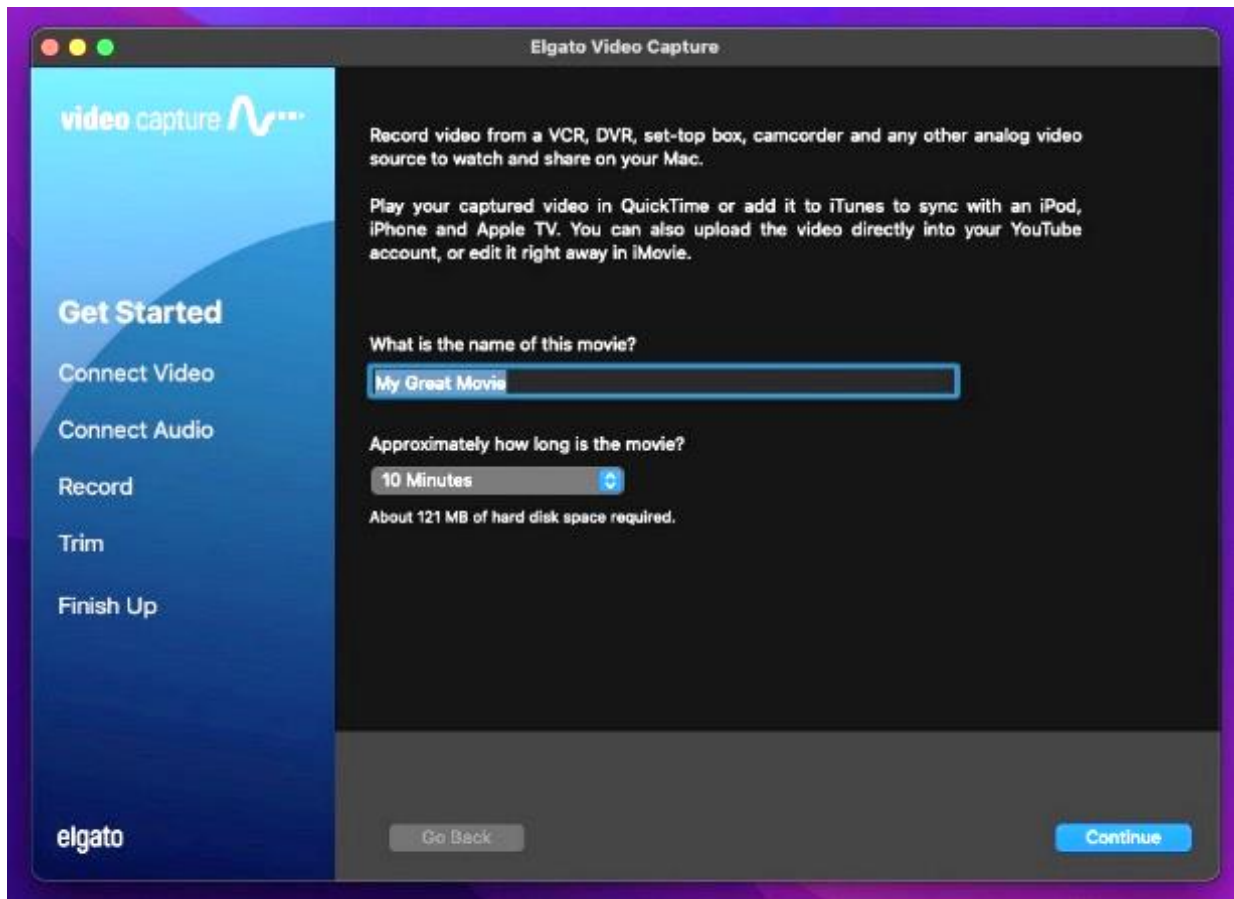 Elgato Video Capture
video capture
Get Started
Connect Video
Connect Audio
Record
Trim
Finish Up
elgato
Record video from a VCR, DVR, set-top box, camcorder and any other analog video
source to watch and share on your Mac.
Play your captured video in QuickTime or add it to iTunes to sync with an iPod,
iPhone and Apple TV. You can also upload the video directly into your YouTube
account, or edit it right away in iMovie.
What is the name of this movie?
My Great Movie
Approximately how long is the movie?
10 Minutes
About 121 MB of hard disk space required.
Go Back
Continue